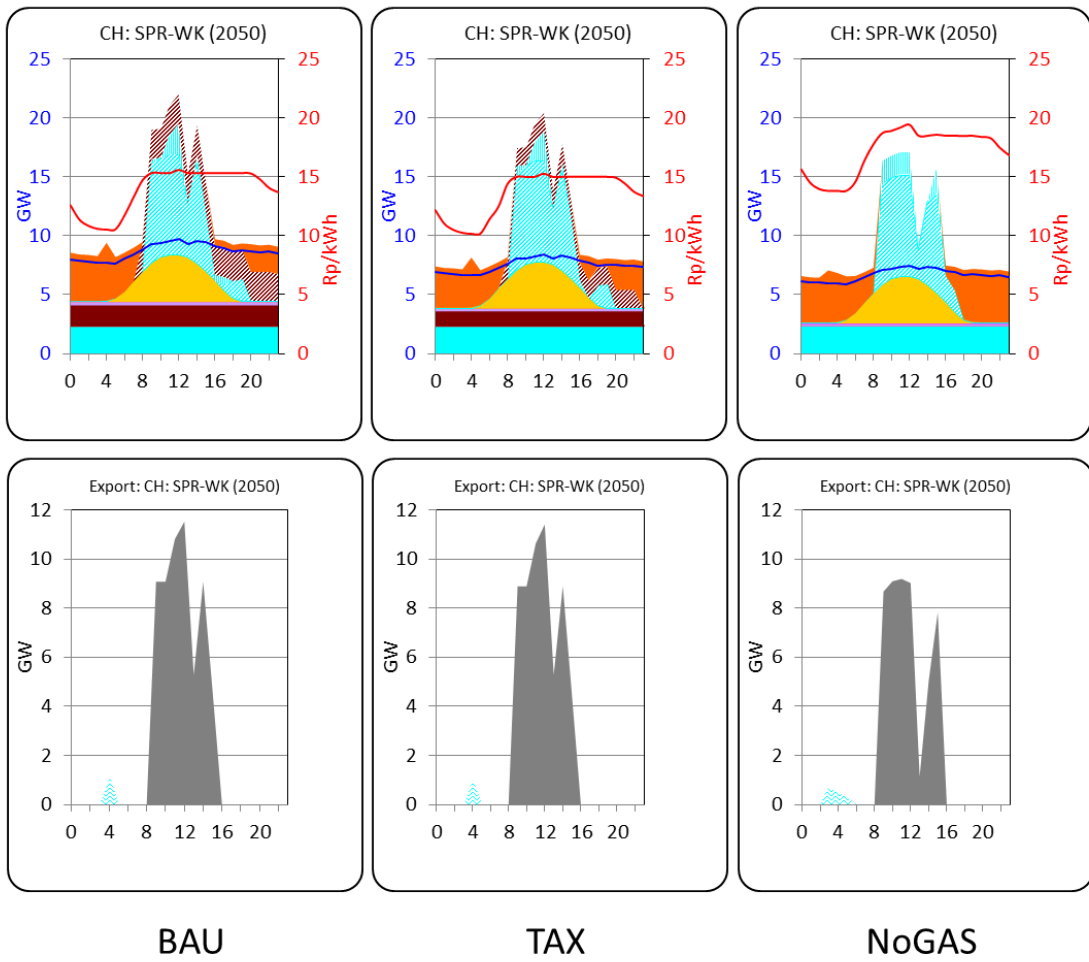 CH: SPR-WK (2050)
25 25
20 20
15 15
10 10
5 5
0 0
GW
Rp/kWh
0 4 8 12 16 20
CH: SPR-WK (2050)
25 25
20 20
15 15
10 10
5 5
0 0
GW
Rp/kWh
0 4 8 12 16 20
CH: SPR-WK (2050)
25 25
20 20
15 15
10 10
5 5
0 0
GW
Rp/kWh
0 4 8 12 16 20
Export: CH: SPR-WK (2050)
12
10
8
6
4
2
0
GW
0 4 8 12 16 20
Export: CH: SPR-WK (2050)
12
10
8
6
4
2
0
GW
0 4 8 12 16 20
Export: CH: SPR-WK (2050)
12
10
8
6
4
2
0
GW
0 4 8 12 16 20
BAU
TAX
NoGAS